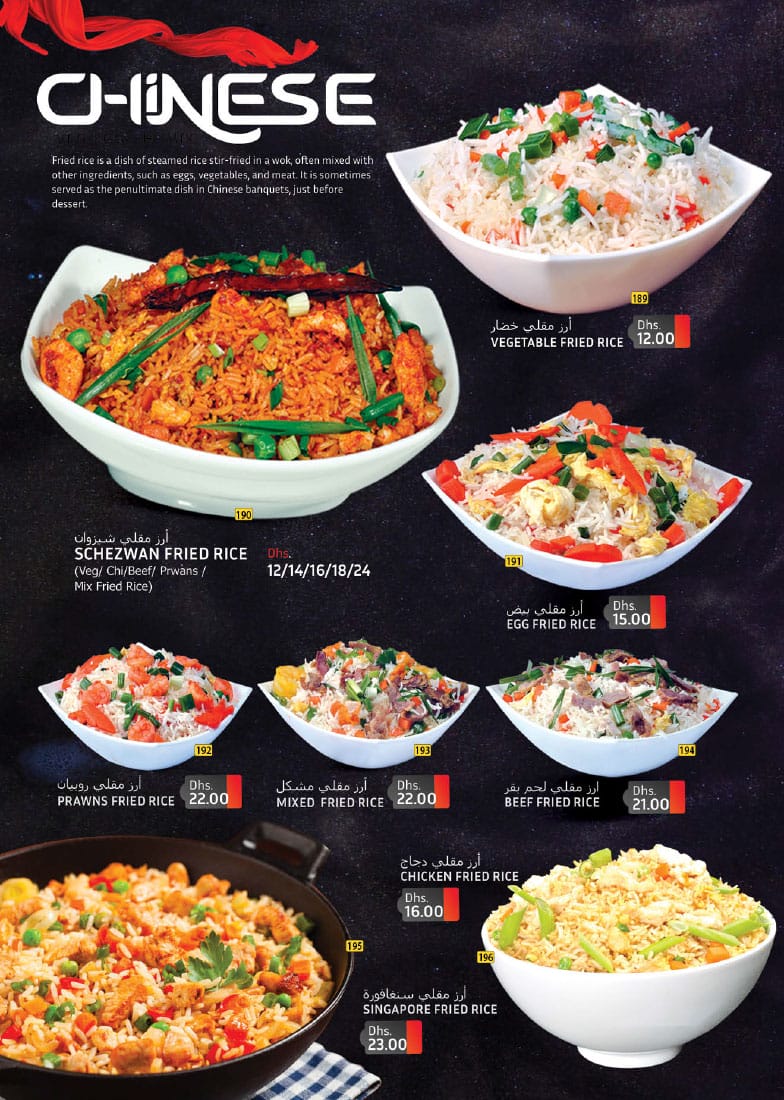 CHINESE
Fried rice is a dish of steamed rice stir-fried in a wok, often mixed with
other ingredients, such as eggs, vegetables, and meat. It is sometimes
served as the penultimate dish in Chinese banquets, just before
dessert.
189
أرز مقلي خضار
VEGETABLE FRIED RICE
Dhs.
12.00
190
أرز مقلي شيزوان
SCHEZWAN FRIED RICE
(Veg/ Chi/Beef/ Prwans /
Mix Fried Rice)
Dhs.
12/14/16/18/24
191
أرز مقلي بيض
EGG FRIED RICE
Dhs.
15.00
192
أرز مقلي روبيان
PRAWNS FRIED RICE
Dhs.
22.00
193
أرز مقلي مشكل
MIXED FRIED RICE
Dhs.
22.00
194
ارز مقلي لحم بقر
BEEF FRIED RICE
Dhs.
21.00
195
أرز مقلي دجاج
CHICKEN FRIED RICE
Dhs.
16.00
196
أرز مقلي سنغافورة
SINGAPORE FRIED RICE
Dhs.
23.00